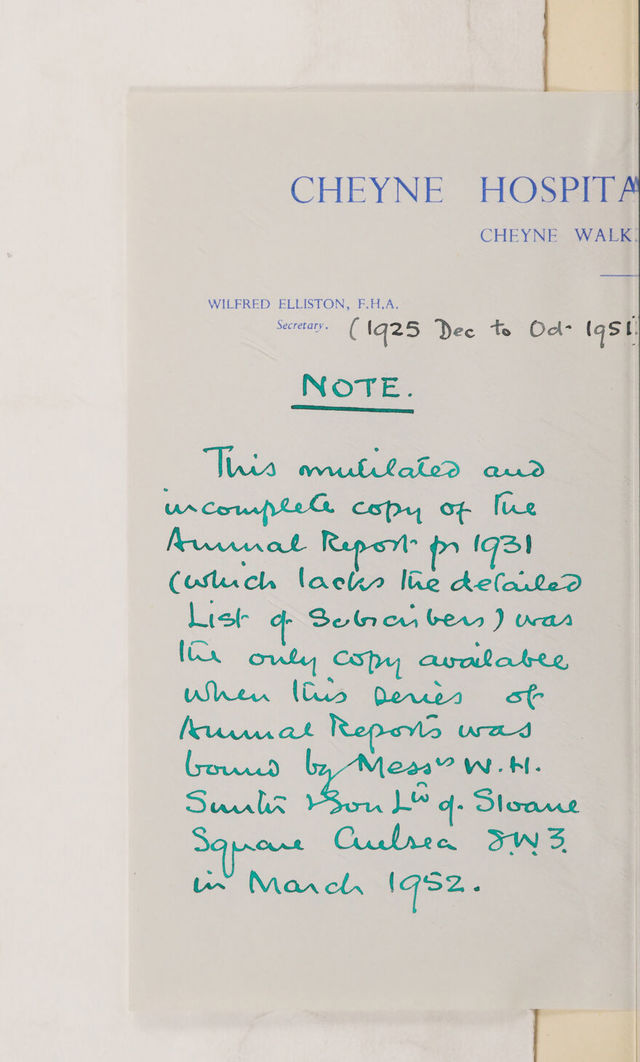 CHEYNE HOSPITA
CHEYNE WALK
WILFRED ELLISTON, F.H.A.
Secretary. (1925 Dec to Oct. 1951
NOTE.
This mutilated and
incomplete copy of the
Annual Report for 1931
(which lacks the detailed
List of Subscribers) was
the only copy available
when this series of
Annual Reports was
bound by Messrs W.H.
Smith & Son Ltd of Sloane
Square Chelsea S.W.3.
in March 1952.